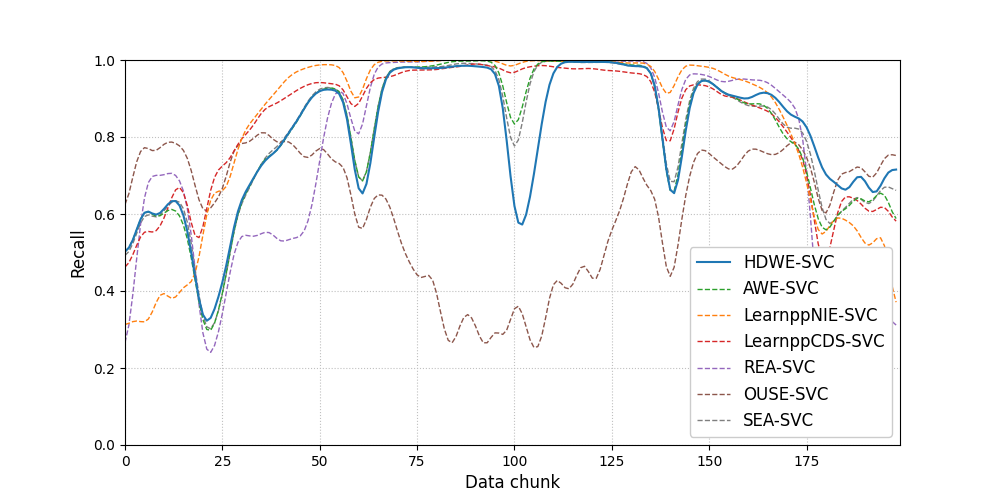 1.0
0.8
0.6
0.4
0.2
0.0
Recall
0 25 50 75 100 125 150 175
Data chunk
HDWE-SVC
AWE-SVC
LearnppNIE-SVC
LearnppCDS-SVC
REA-SVC
OUSE-SVC
SEA-SVC